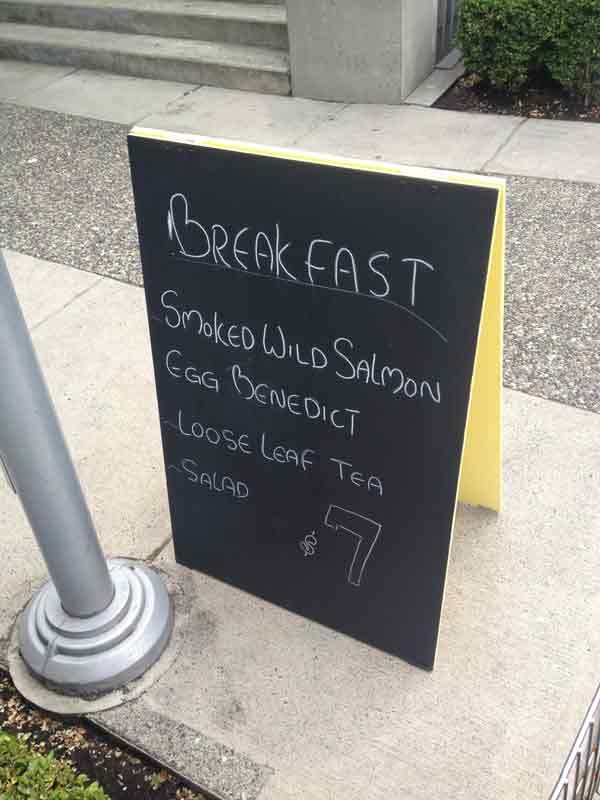 BREAKFAST
SMOKED WILD SALMON
EGG BENEDICT
~LOOSE LEAF TEA
~SALAD
$7